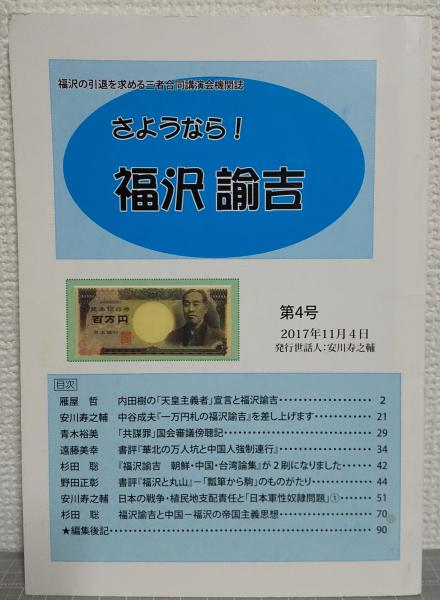 福沢の引退を求める三者合同講演会機関誌
さようなら！
福沢 諭吉
百万円
第4号
2017年11月4日
発行世話人：安川寿之輔
目次
雁屋 哲 内田樹の「天皇主義者」宣言と福沢諭吉 2
安川寿之輔 中谷成夫『一万円札の福沢諭吉』を差し上げます 21
青木裕美 「共謀罪」国会審議傍聴記 29
遠藤美幸 書評『華北の万人坑と中国人強制連行』 34
杉田 聡 『福沢諭吉 朝鮮・中国・台湾論集』が2刷になりました 42
野田正彰 書評『福沢と丸山』－「瓢箪から駒」のものがたり 44
安川寿之輔 日本の戦争・植民地支配責任と「日本軍性奴隷問題」① 51
杉田 聡 福沢諭吉と中国－福沢の帝国主義思想 70
★編集後記 90